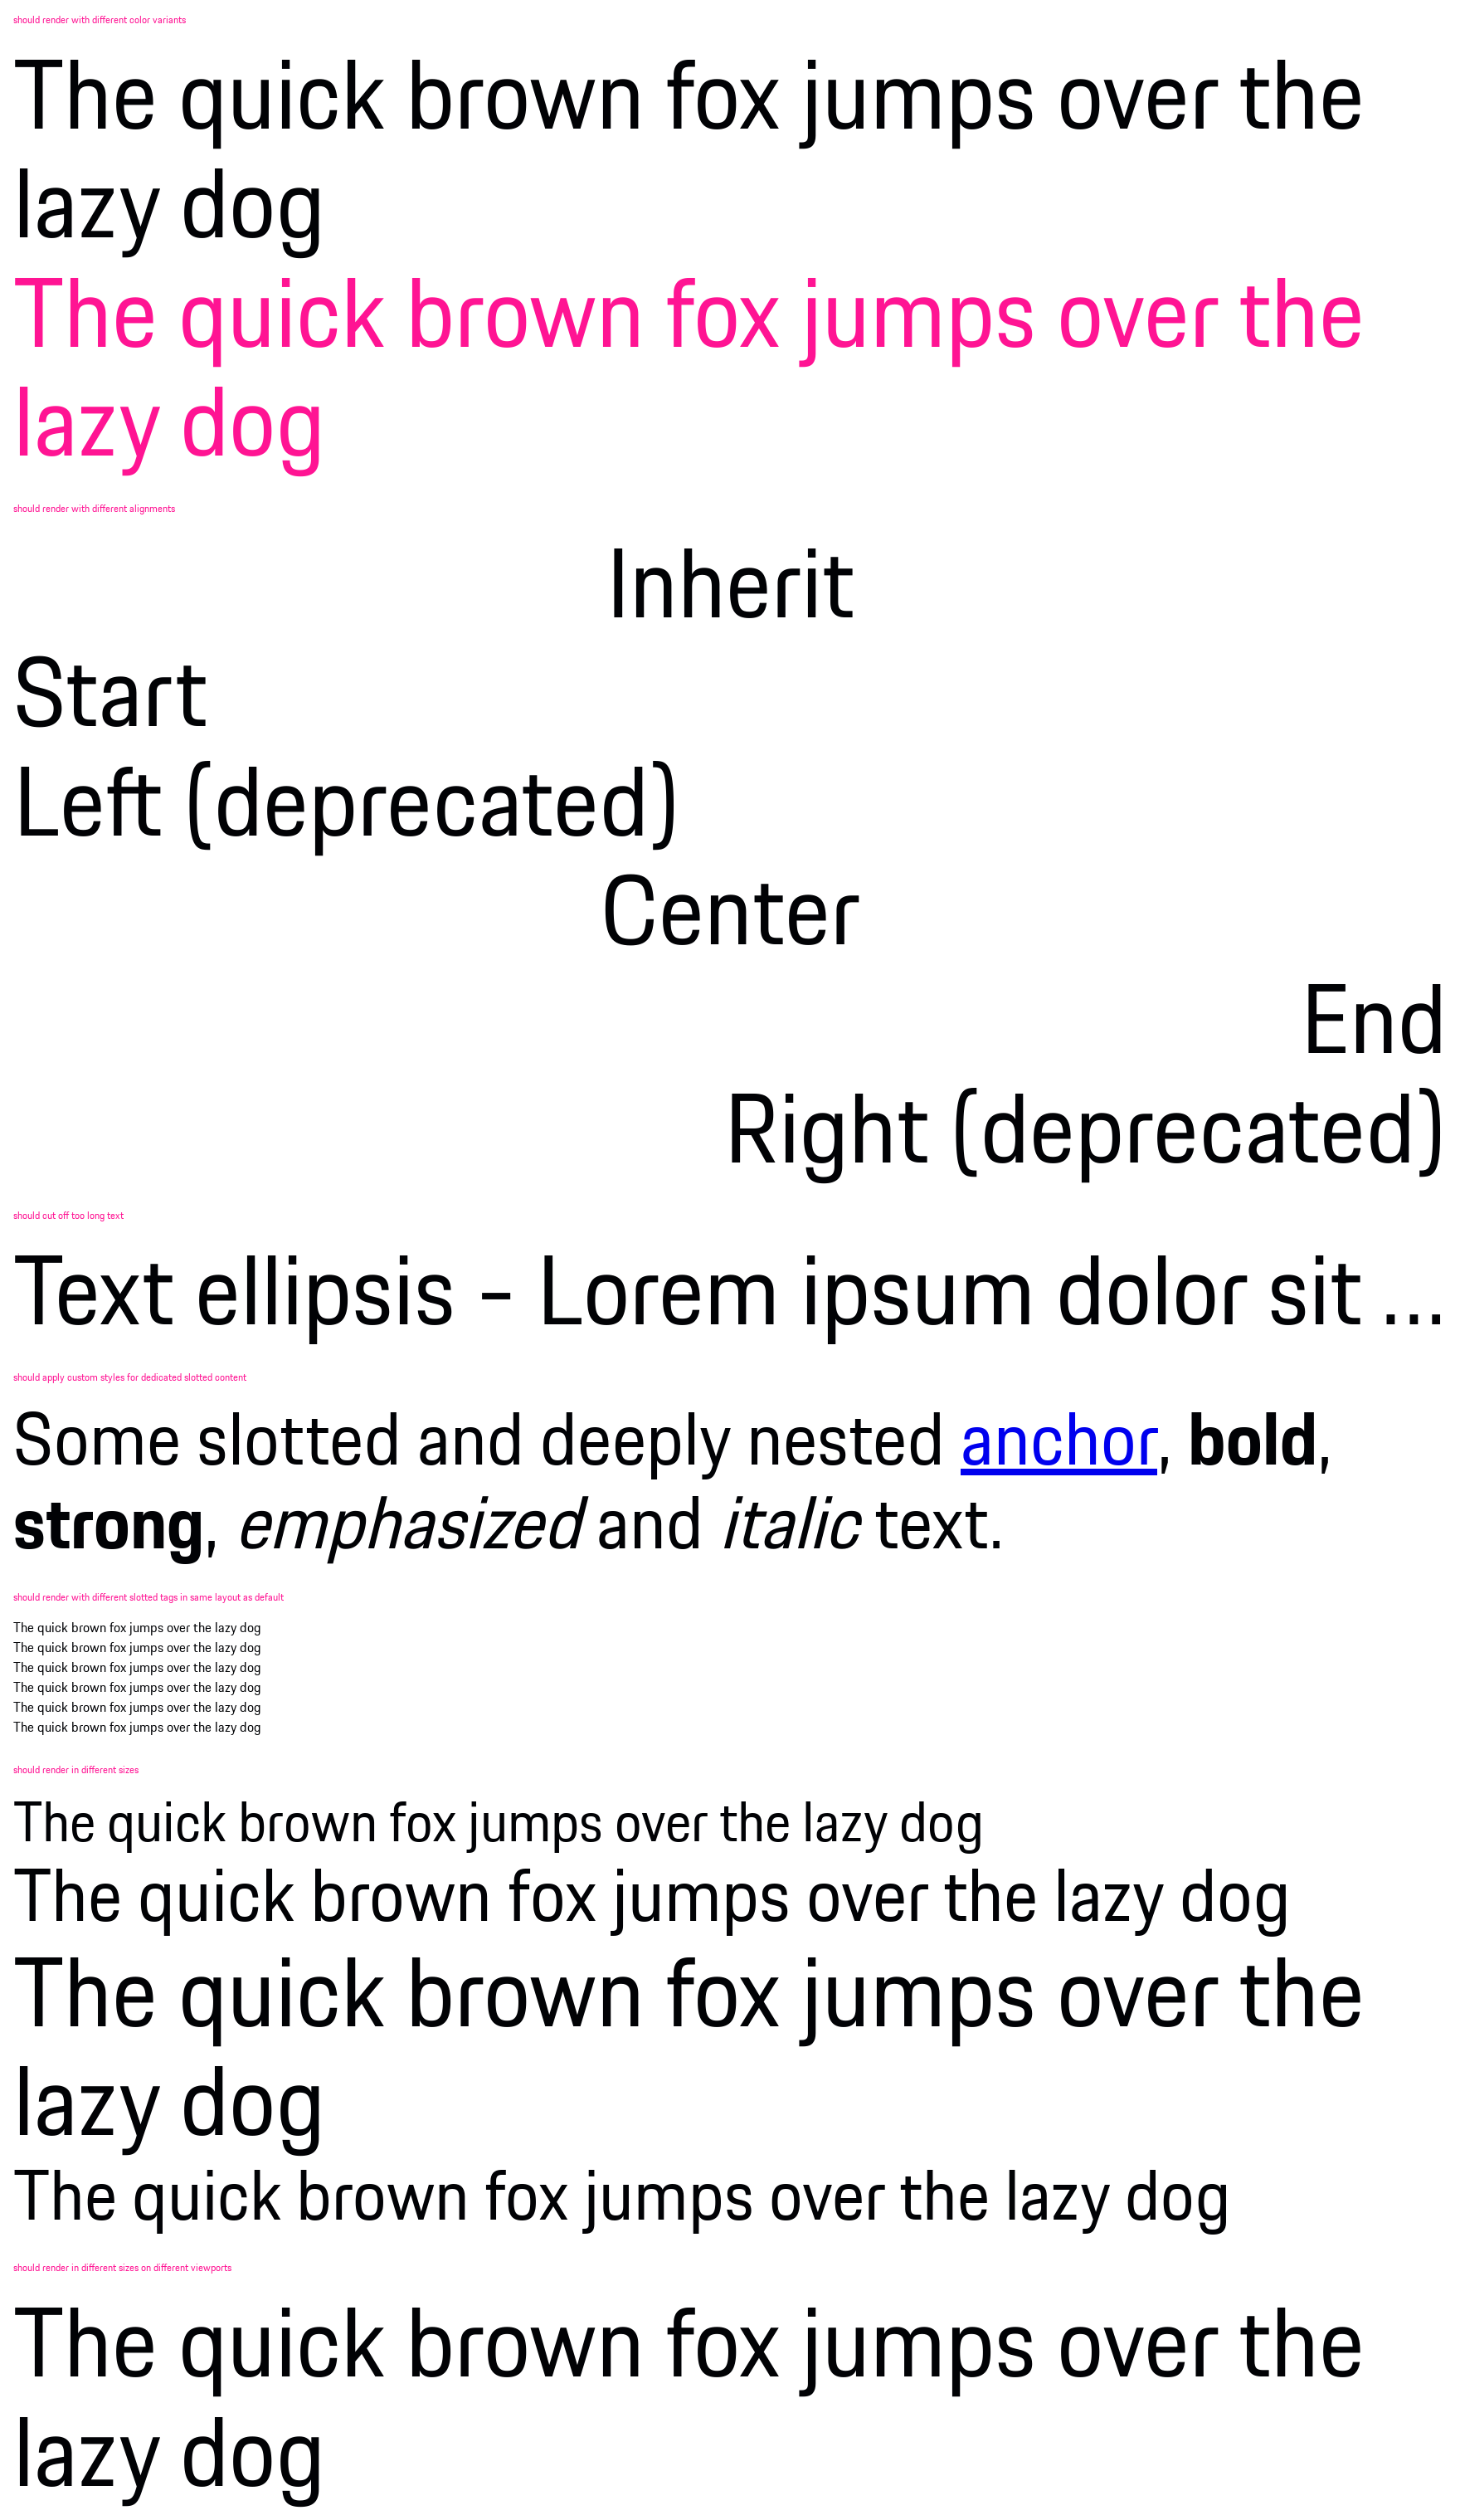 should render with different color variants
The quick brown fox jumps over the
lazy dog
The quick brown fox jumps over the
lazy dog
should render with different alignments
Inherit
Start
Left (deprecated)
Center
End
Right (deprecated)
should cut off too long text
Text ellipsis – Lorem ipsum dolor sit …
should apply custom styles for dedicated slotted content
Some slotted and deeply nested anchor, bold,
strong, emphasized and italic text.
should render with different slotted tags in same layout as default
The quick brown fox jumps over the lazy dog
The quick brown fox jumps over the lazy dog
The quick brown fox jumps over the lazy dog
The quick brown fox jumps over the lazy dog
The quick brown fox jumps over the lazy dog
The quick brown fox jumps over the lazy dog
should render in different sizes
The quick brown fox jumps over the lazy dog
The quick brown fox jumps over the lazy dog
The quick brown fox jumps over the
lazy dog
The quick brown fox jumps over the lazy dog
should render in different sizes on different viewports
The quick brown fox jumps over the
lazy dog